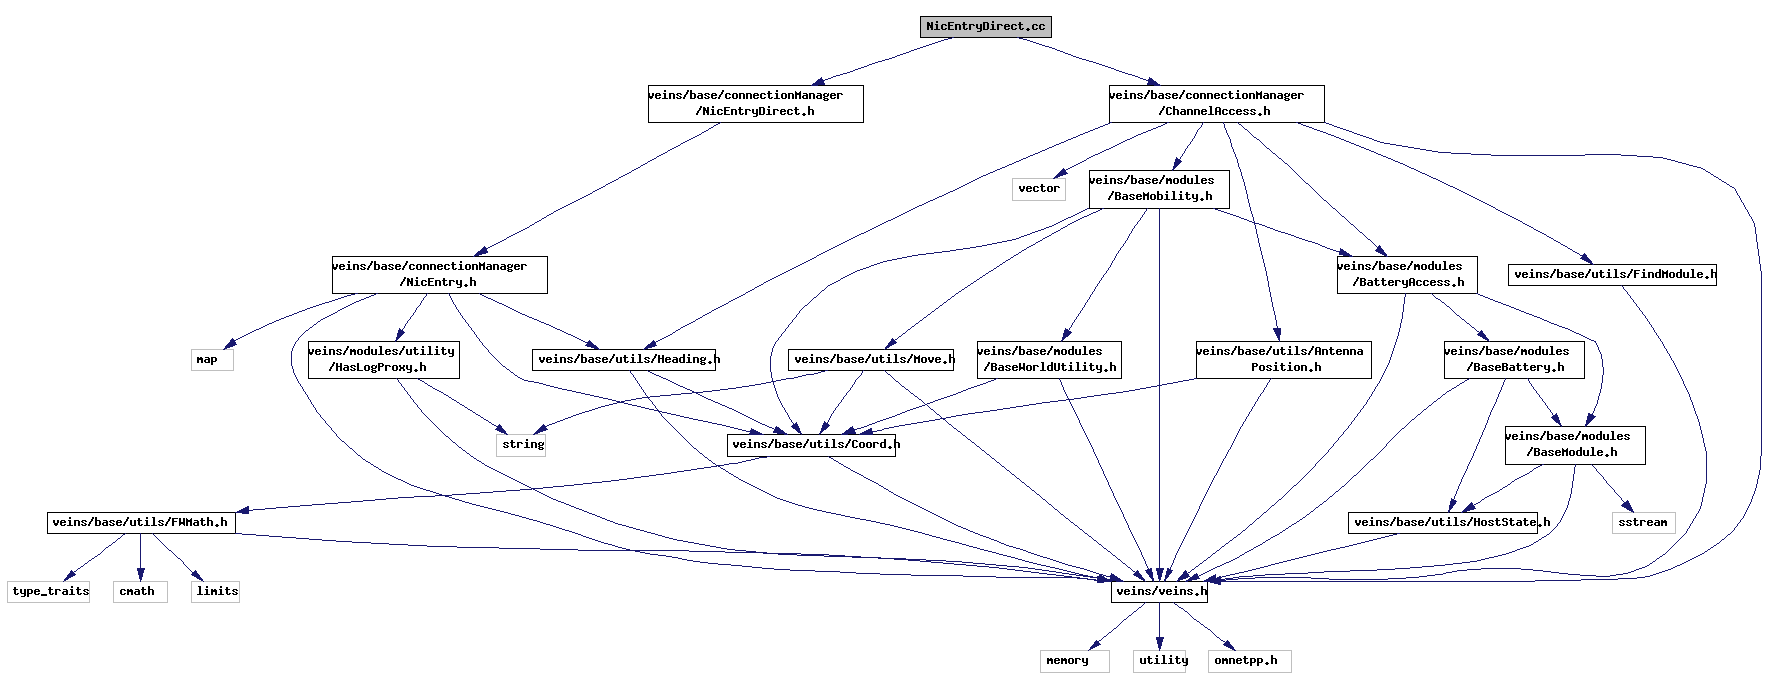 NicEntryDirect.cc
veins/base/connectionManager
/NicEntryDirect.h
veins/base/connectionManager
/ChannelAccess.h
vector
veins/base/modules
/BaseMobility.h
veins/base/connectionManager
/NicEntry.h
veins/base/modules
/BatteryAccess.h
veins/base/utils/FindModule.h
map
veins/modules/utility
/HasLogProxy.h
veins/base/utils/Heading.h
veins/base/utils/Move.h
veins/base/modules
/BaseWorldUtility.h
veins/base/utils/Antenna
Position.h
veins/base/modules
/BaseBattery.h
string
veins/base/utils/Coord.h
veins/base/modules
/BaseModule.h
veins/base/utils/FWMath.h
veins/base/utils/HostState.h
sstream
type_traits
cmath
limits
veins/veins.h
memory
utility
omnetpp.h